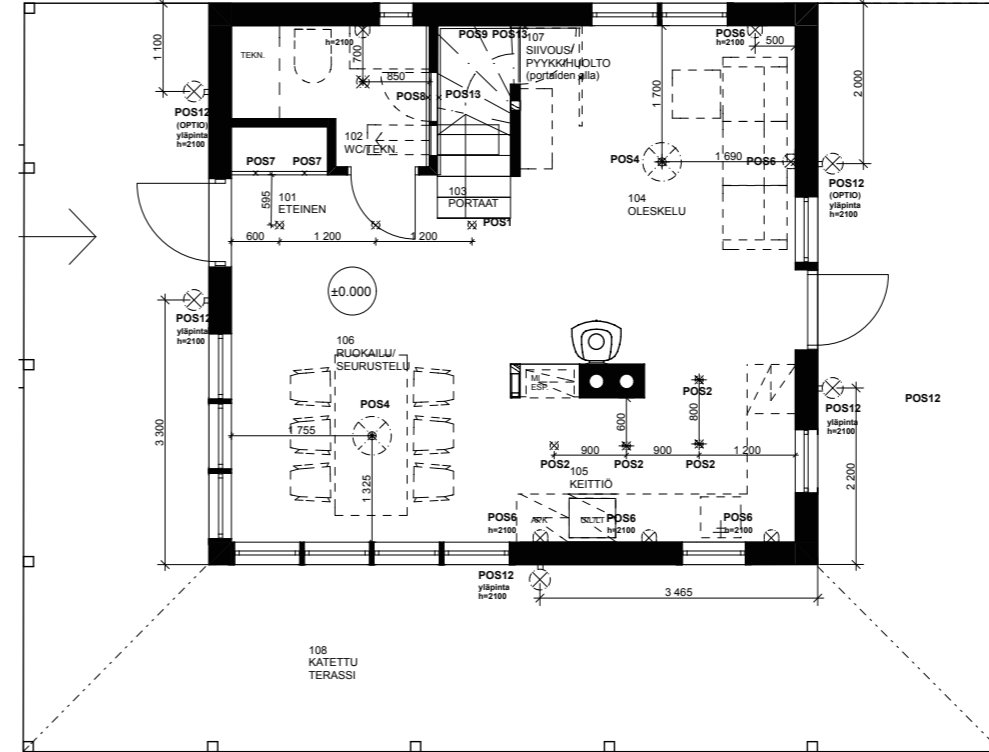 1 100
POS12
(OPTIO)
yläpinta
h=2100
TEKN.
h=2100
700
850
POS8
POS9
POS13
POS13
107
SIIVOUS/
PYYKKIHUOLTO
(portaiden alla)
POS6
h=2100
500
2 000
1 700
POS4
1 690
POS6
POS12
(OPTIO)
yläpinta
h=2100
102
WC/TEKN.
POS7
POS7
595
101
ETEINEN
103
PORTAAT
104
OLESKELU
POS1
600
1 200
1 200
±0.000
POS12
yläpinta
h=2100
106
RUOKAILU/
SEURUSTELU
MI
ESP.
POS2
POS12
yläpinta
h=2100
POS12
POS4
1 755
3 300
1 325
600
800
900
900
1 200
POS2
POS2
POS2
105
KEITTIÖ
2 200
POS6
h=2100
APK
POS6
h=2100
POS6
h=2100
POS12
yläpinta
h=2100
3 465
108
KATETTU
TERASSI